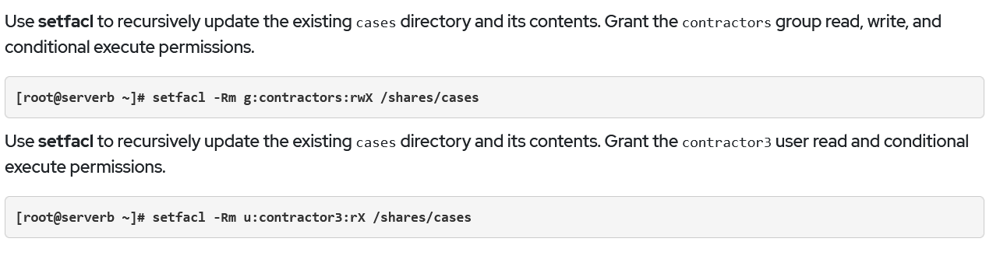 Use setfacl to recursively update the existing cases directory and its contents. Grant the contractors group read, write, and
conditional execute permissions.
[root@serverb ~]# setfacl -Rm g:contractors:rwX /shares/cases
Use setfacl to recursively update the existing cases directory and its contents. Grant the contractor3 user read and conditional
execute permissions.
[root@serverb ~]# setfacl -Rm u:contractor3:rX /shares/cases